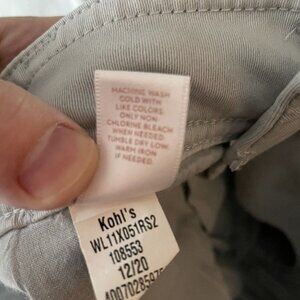 MACHINE WASH
COLD WITH
LIKE COLORS
ONLY NON
CHLORINE BLEACH
WHEN NEEDED
TUMBLE DRY LOW,
WARM IRON
IF NEEDED.
Kohl's
WL11X051RS2
108553
12/20